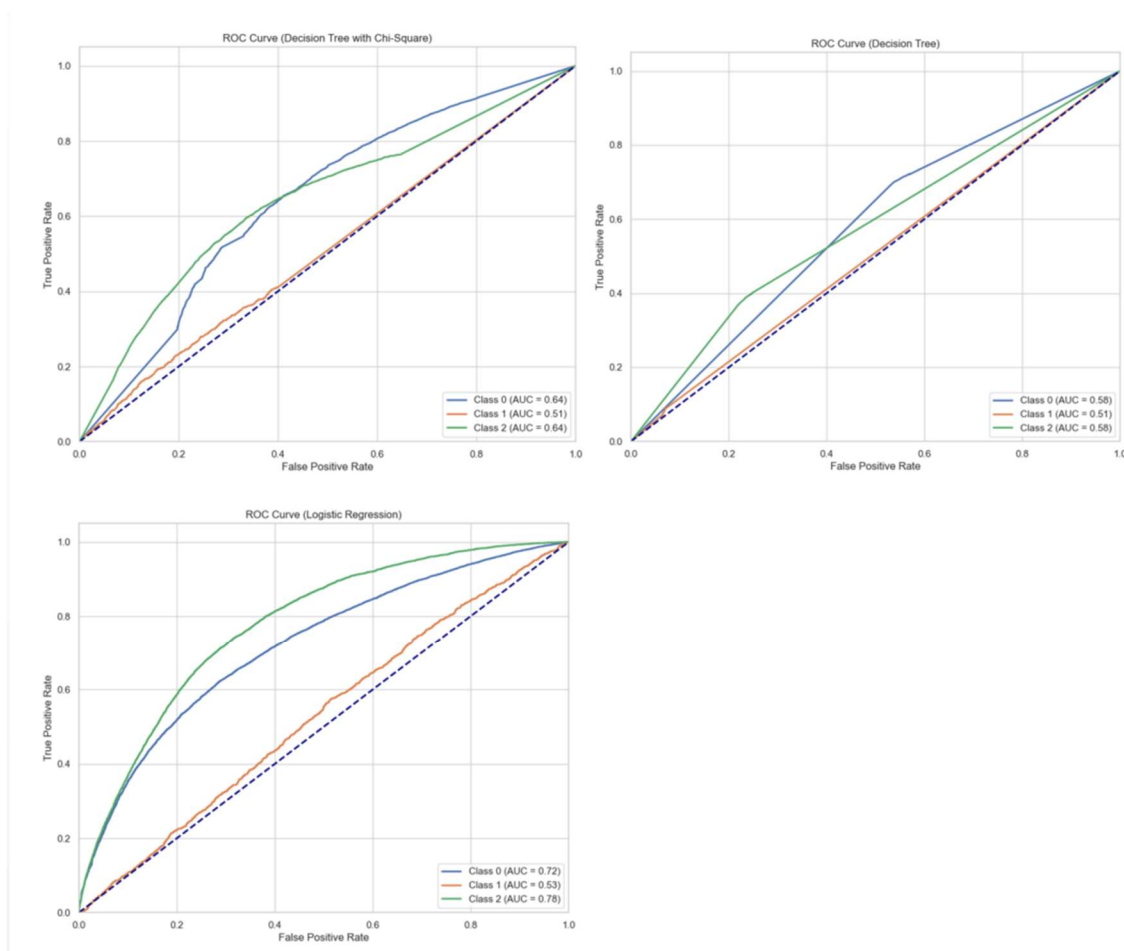 ROC Curve (Decision Tree with Chi-Square)
1.0
0.8
0.6
0.4
0.2
0.0
True Positive Rate
Class 0 (AUC = 0.64)
Class 1 (AUC = 0.51)
Class 2 (AUC = 0.64)
0.0 0.2 0.4 0.6 0.8 1.0
False Positive Rate
ROC Curve (Decision Tree)
1.0
0.8
0.6
0.4
0.2
0.0
True Positive Rate
Class 0 (AUC = 0.58)
Class 1 (AUC = 0.51)
Class 2 (AUC = 0.58)
0.0 0.2 0.4 0.6 0.8 1.0
False Positive Rate
ROC Curve (Logistic Regression)
1.0
0.8
0.6
0.4
0.2
0.0
True Positive Rate
Class 0 (AUC = 0.72)
Class 1 (AUC = 0.53)
Class 2 (AUC = 0.78)
0.0 0.2 0.4 0.6 0.8 1.0
False Positive Rate